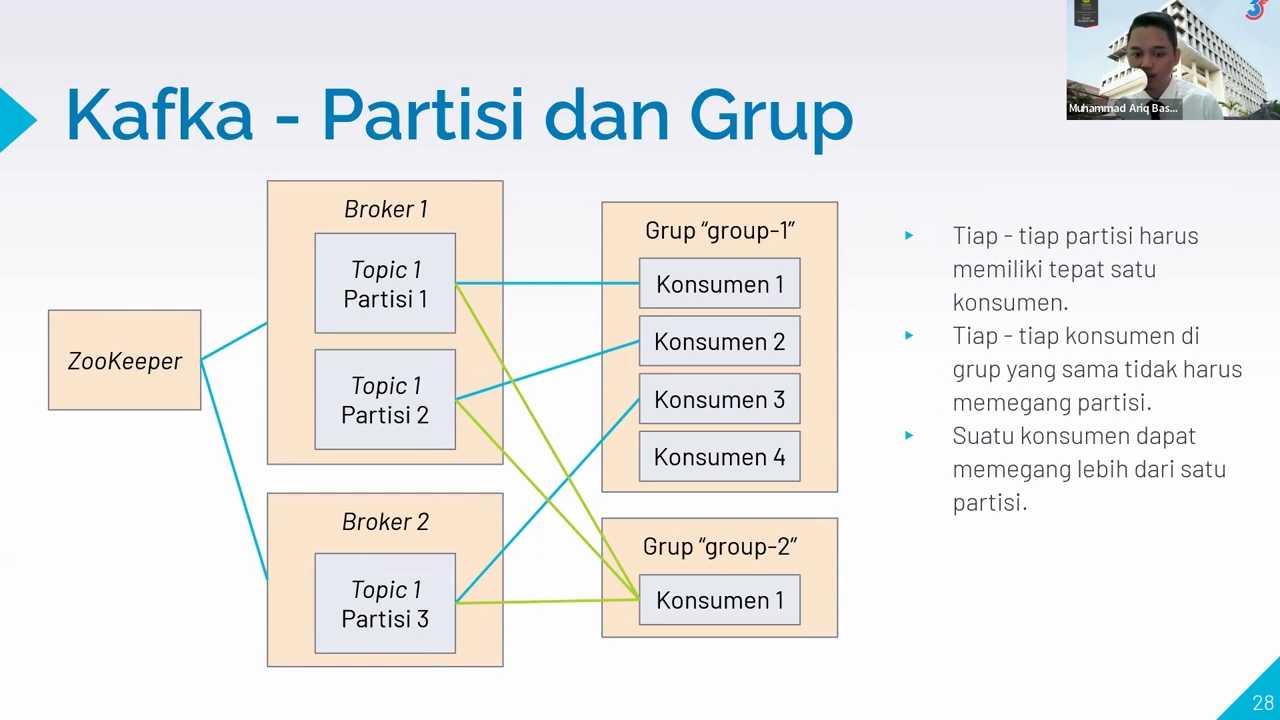 Kafka - Partisi dan Grup
Muhammad Ariq Bas...
ZooKeeper
Broker 1
Topic 1
Partisi 1
Topic 1
Partisi 2
Broker 2
Topic 1
Partisi 3
Grup “group-1”
Konsumen 1
Konsumen 2
Konsumen 3
Konsumen 4
Grup “group-2”
Konsumen 1
Tiap - tiap partisi harus
memiliki tepat satu
konsumen.
Tiap - tiap konsumen di
grup yang sama tidak harus
memegang partisi.
Suatu konsumen dapat
memegang lebih dari satu
partisi.
28